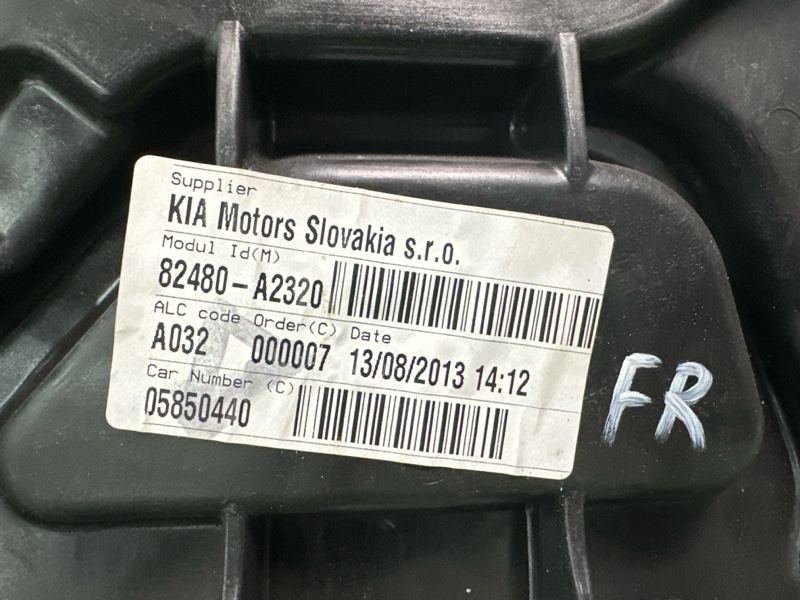 Supplier
KIA Motors Slovakia s.r.o.
Modul Id(M)
82480-A2320
ALC code Order(C) Date
A032 000007 13/08/2013 14:12
Car Number (C)
05850440
FR